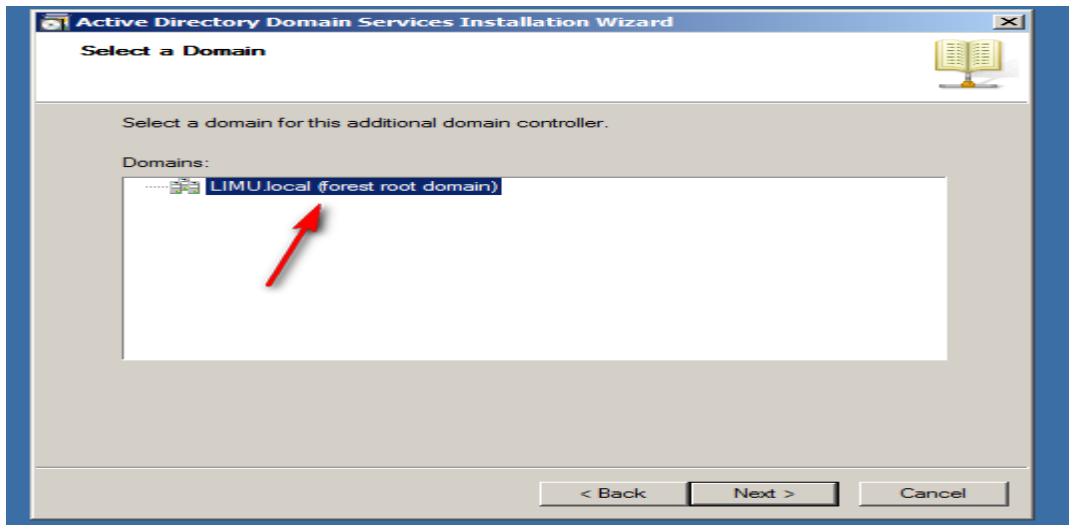 Active Directory Domain Services Installation Wizard
Select a Domain
Select a domain for this additional domain controller.
Domains:
LIMU.local (forest root domain)
< Back Next > Cancel